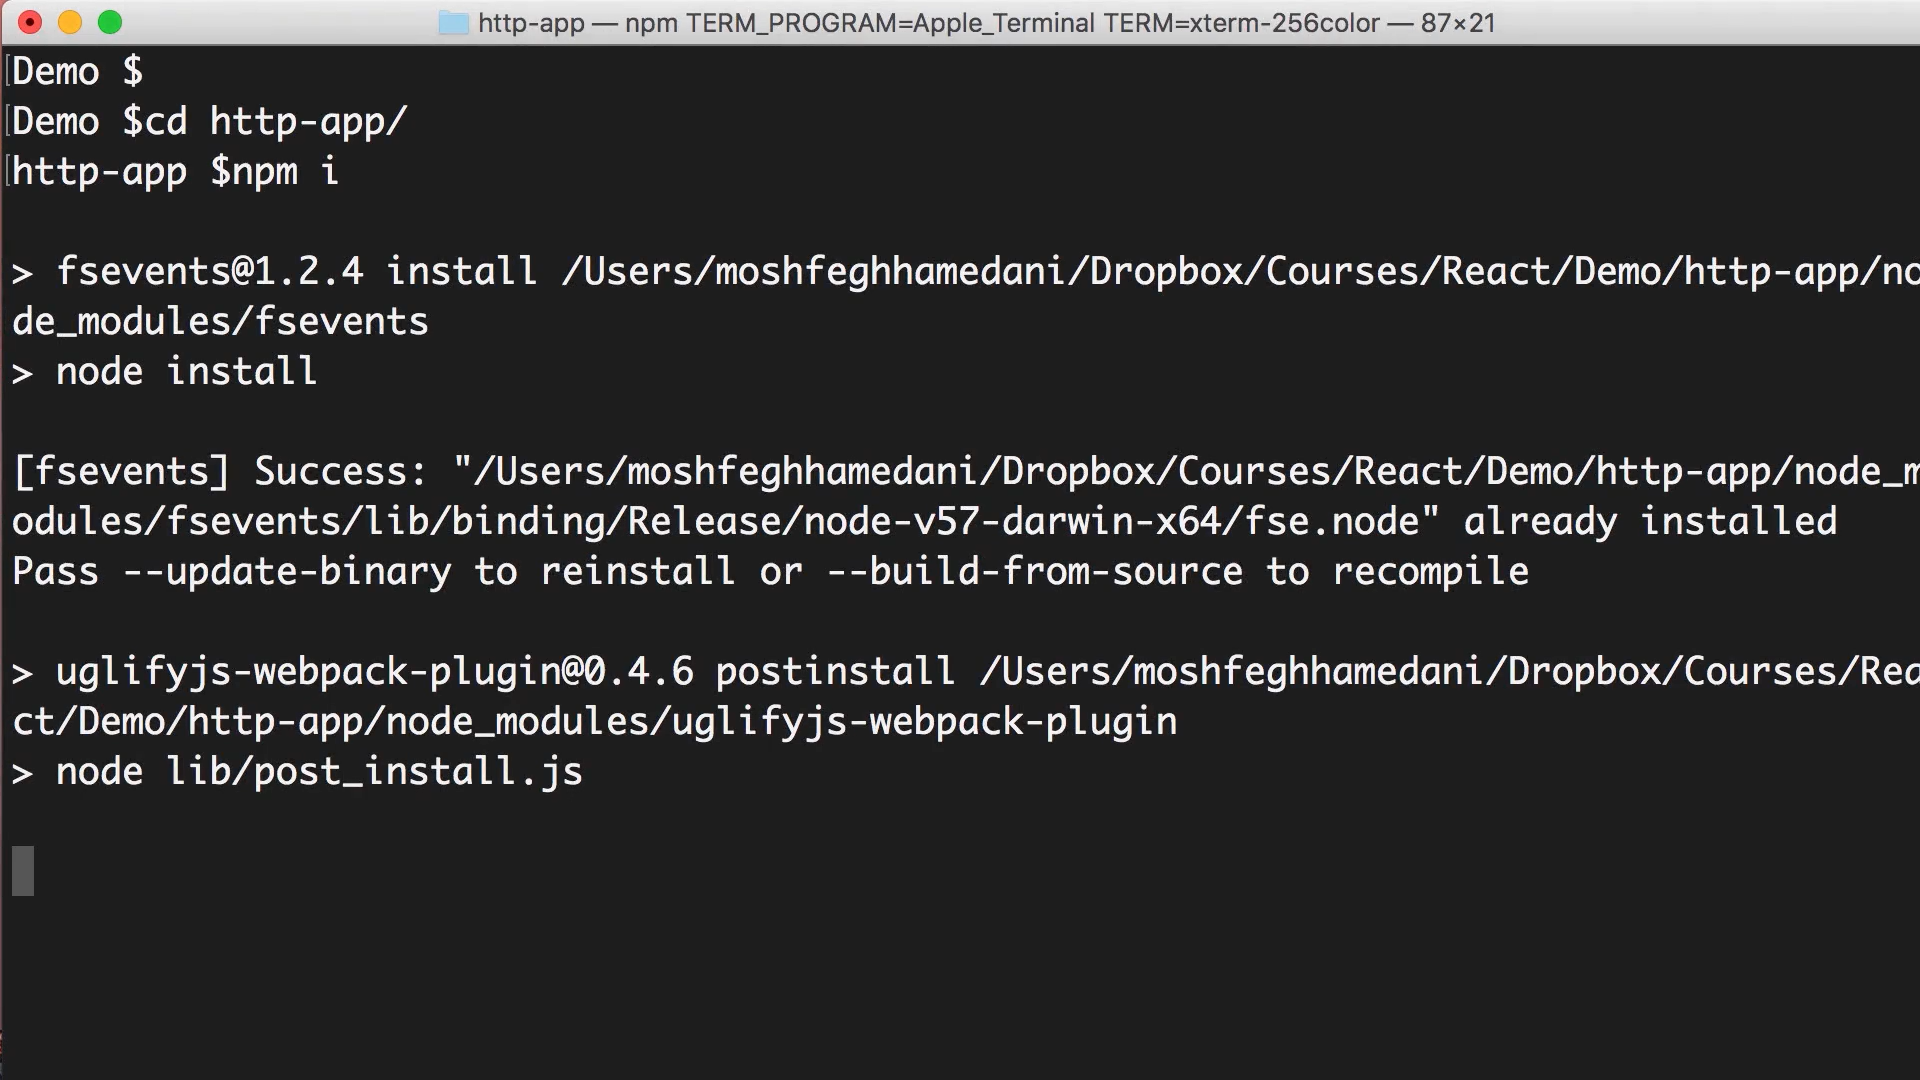 http-app — npm TERM_PROGRAM=Apple_Terminal TERM=xterm-256color — 87×21
[Demo $
[Demo $cd http-app/
[http-app $npm i
> fsevents@1.2.4 install /Users/moshfeghhamedani/Dropbox/Courses/React/Demo/http-app/no
de_modules/fsevents
> node install
[fsevents] Success: "/Users/moshfeghhamedani/Dropbox/Courses/React/Demo/http-app/node_m
odules/fsevents/lib/binding/Release/node-v57-darwin-x64/fse.node" already installed
Pass --update-binary to reinstall or --build-from-source to recompile
> uglifyjs-webpack-plugin@0.4.6 postinstall /Users/moshfeghhamedani/Dropbox/Courses/Rea
ct/Demo/http-app/node_modules/uglifyjs-webpack-plugin
> node lib/post_install.js